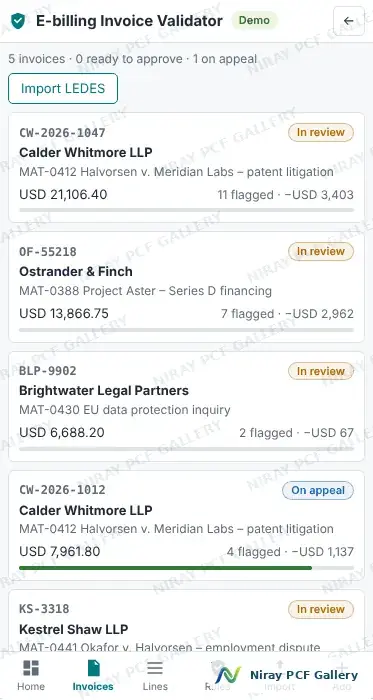 E-billing Invoice Validator Demo
5 invoices · 0 ready to approve · 1 on appeal
Import LEDES
CW-2026-1047 In review
Calder Whitmore LLP
MAT-0412 Halvorsen v. Meridian Labs – patent litigation
USD 21,106.40 11 flagged · −USD 3,403
OF-55218 In review
Ostrander & Finch
MAT-0388 Project Aster – Series D financing
USD 13,866.75 7 flagged · −USD 2,962
BLP-9902 In review
Brightwater Legal Partners
MAT-0430 EU data protection inquiry
USD 6,688.20 2 flagged · −USD 67
CW-2026-1012 On appeal
Calder Whitmore LLP
MAT-0412 Halvorsen v. Meridian Labs – patent litigation
USD 7,961.80 4 flagged · −USD 1,137
KS-3318 In review
Kestrel Shaw LLP
MAT-0441 Okafor v. Halvorsen – employment dispute
Niray PCF Gallery
Home Invoices Lines
NIRAY PCF GALLERY